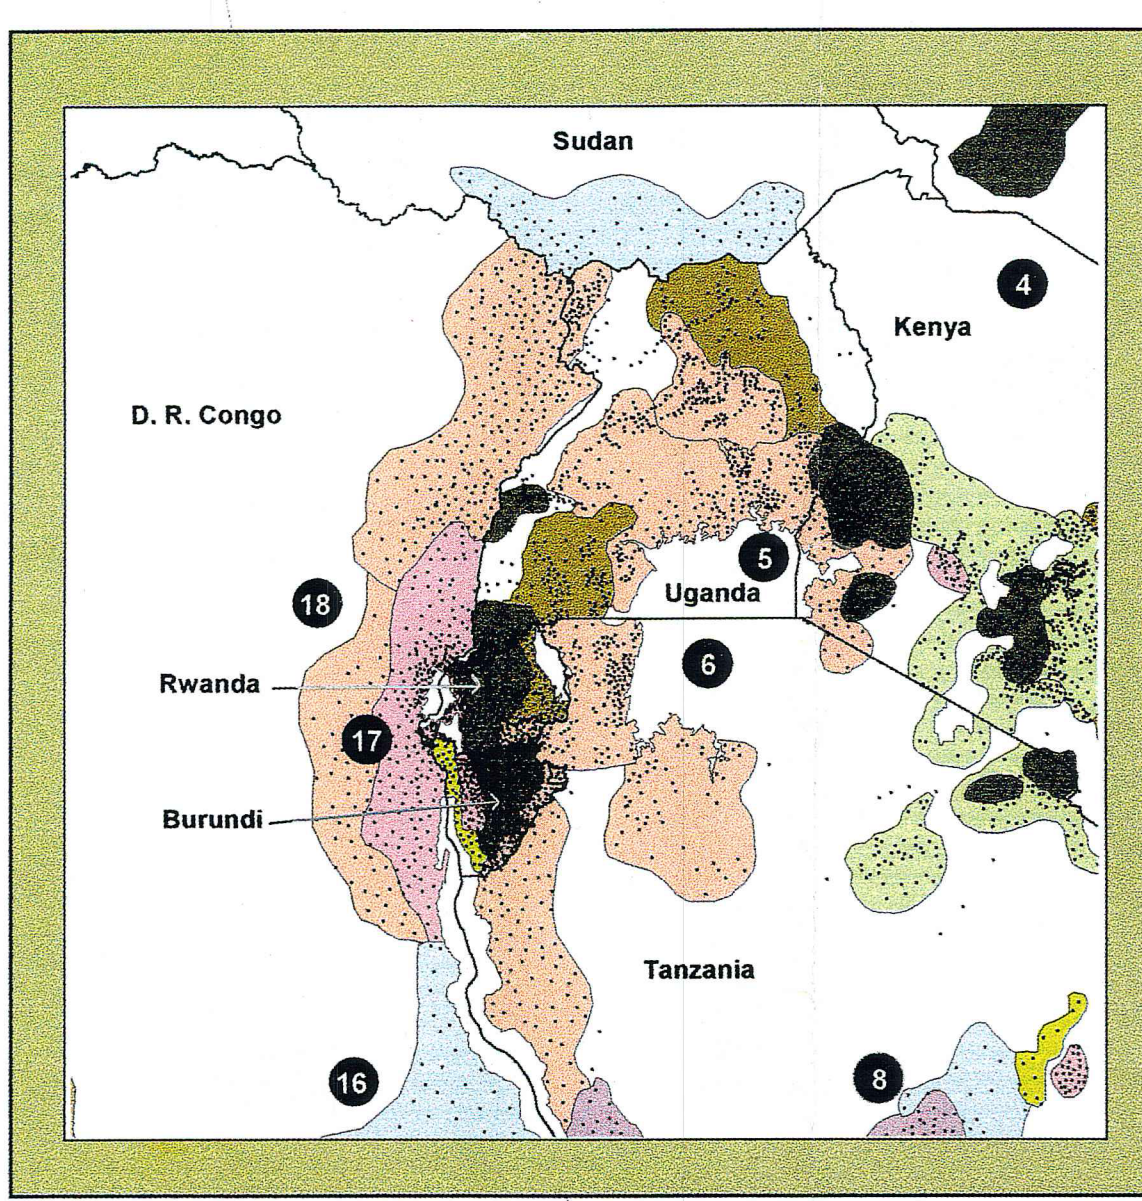 Sudan
4
Kenya
D. R. Congo
5
Uganda
18
6
Rwanda
17
Burundi
Tanzania
16
8